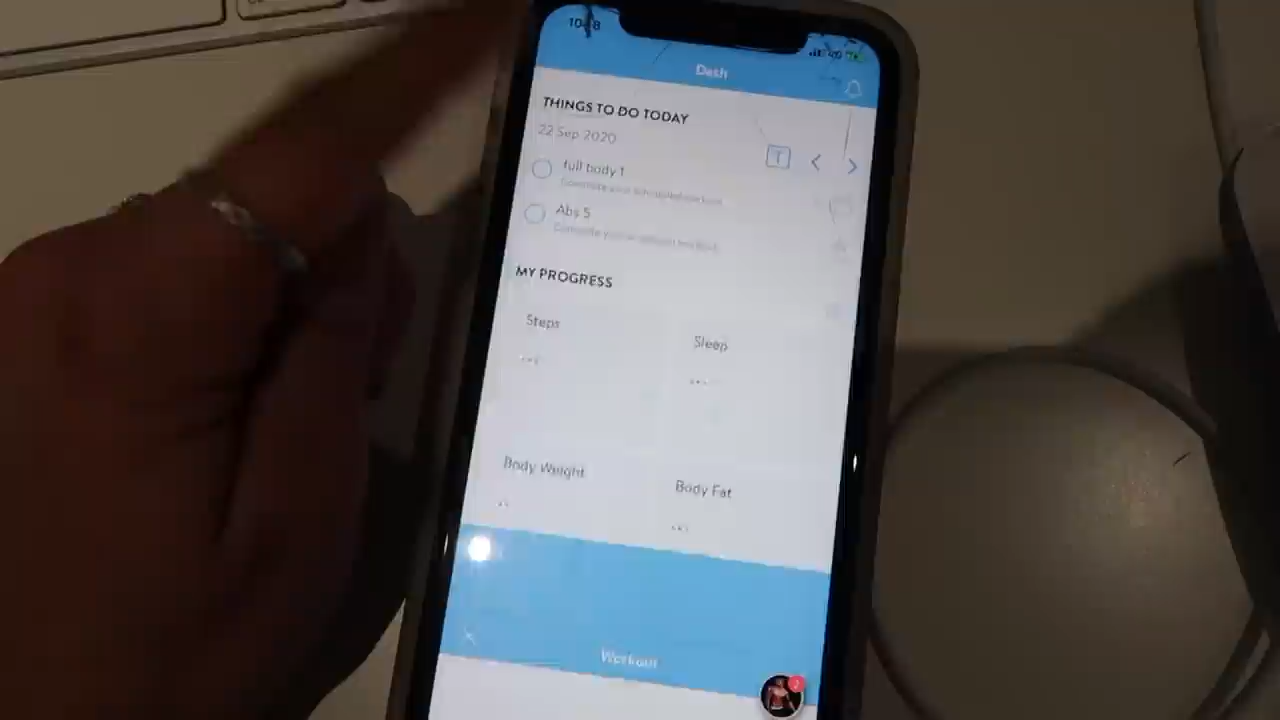 Dash
THINGS TO DO TODAY
22 Sep 2020
T
full body 1
Abs 5
MY PROGRESS
Steps
Sleep
Body Weight
Body Fat
Workout
2